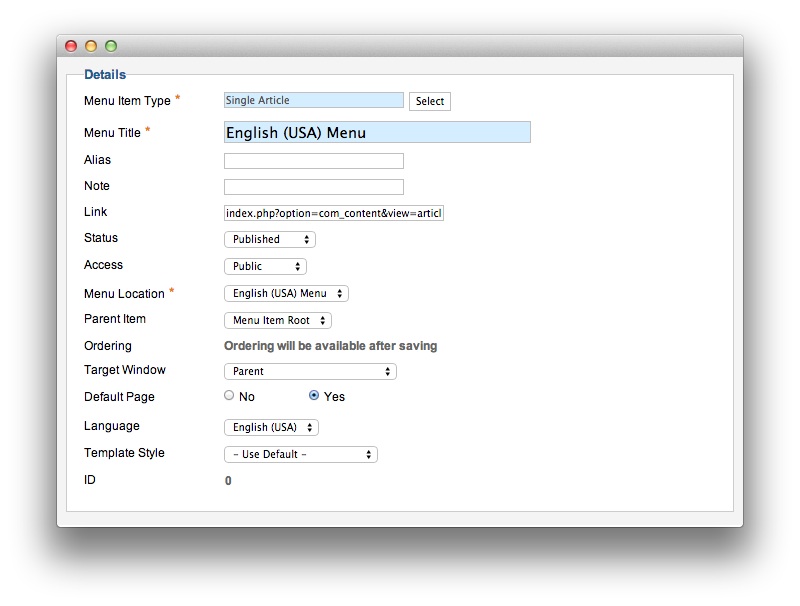 Details
Menu Item Type * Single Article Select
Menu Title * English (USA) Menu
Alias
Note
Link index.php?option=com_content&view=articl
Status Published
Access Public
Menu Location * English (USA) Menu
Parent Item Menu Item Root
Ordering Ordering will be available after saving
Target Window Parent
Default Page No Yes
Language English (USA)
Template Style - Use Default -
ID 0